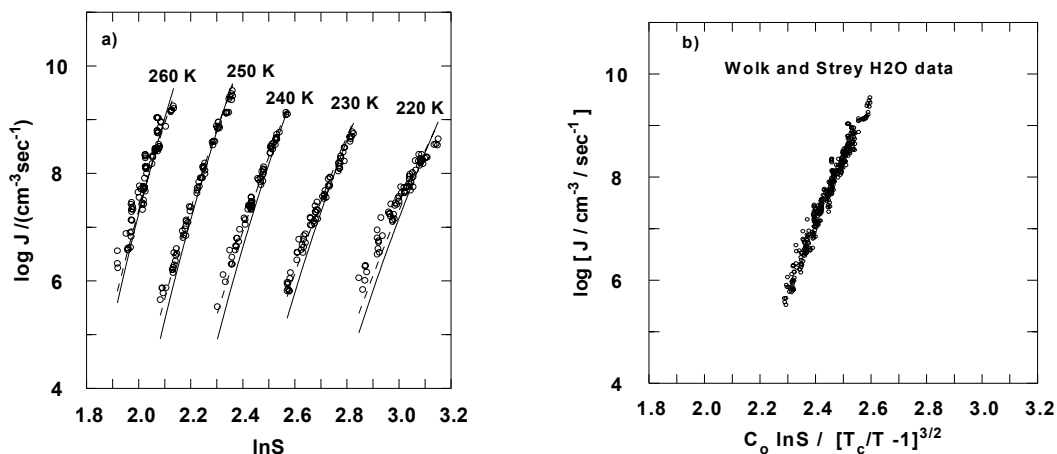 a)
260 K
250 K
240 K
230 K
220 K
10
8
6
4
log J /(cm⁻³sec⁻¹)
1.8 2.0 2.2 2.4 2.6 2.8 3.0 3.2
lnS
b)
Wolk and Strey H2O data
10
8
6
4
log [ J / cm⁻³ / sec⁻¹ ]
1.8 2.0 2.2 2.4 2.6 2.8 3.0 3.2
Cₒ lnS / [T_c/T -1]³ᐟ²